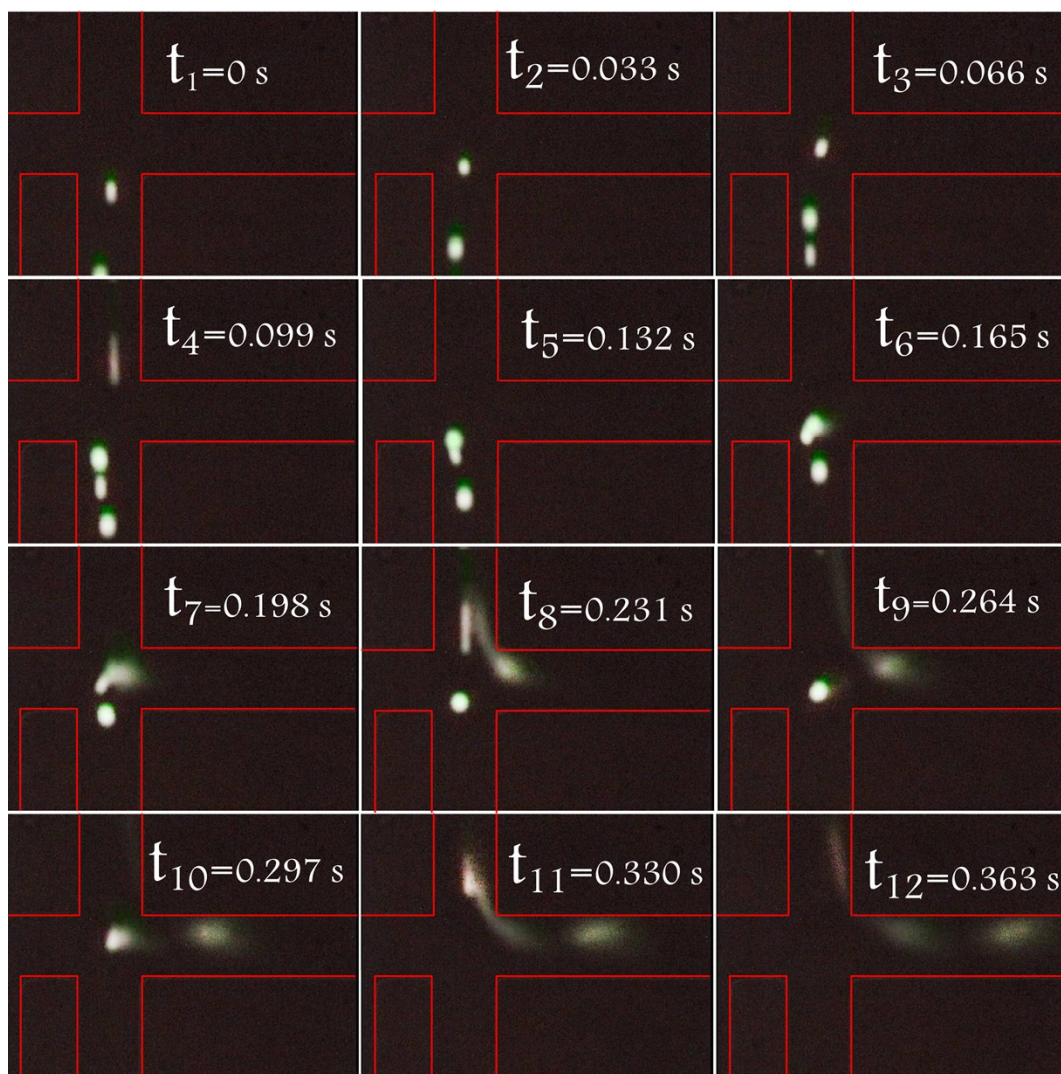 t₁=0 s
t₂=0.033 s
t₃=0.066 s
t₄=0.099 s
t₅=0.132 s
t₆=0.165 s
t₇=0.198 s
t₈=0.231 s
t₉=0.264 s
t₁₀=0.297 s
t₁₁=0.330 s
t₁₂=0.363 s